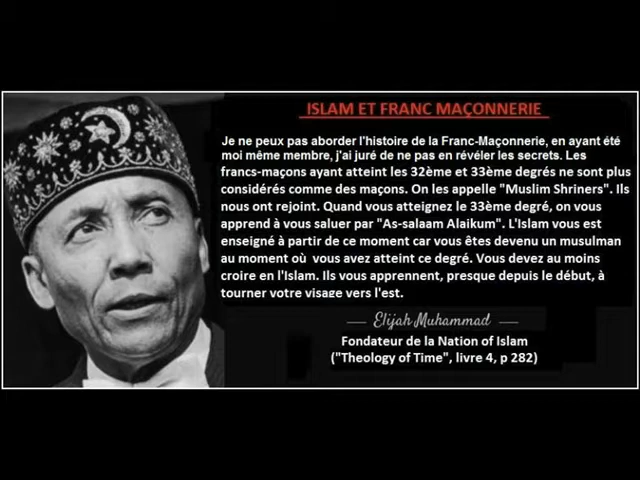 ISLAM ET FRANC MAÇONNERIE
Je ne peux pas aborder l'histoire de la Franc-Maçonnerie, en ayant été
moi même membre, j'ai juré de ne pas en révéler les secrets. Les
francs-maçons ayant atteint les 32ème et 33ème degrés ne sont plus
considérés comme des maçons. On les appelle "Muslim Shriners". Ils
nous ont rejoint. Quand vous atteignez le 33ème degré, on vous
apprend à vous saluer par "As-salaam Alaikum". L'Islam vous est
enseigné à partir de ce moment car vous êtes devenu un musulman
au moment où vous avez atteint ce degré. Vous devez au moins
croire en l'Islam. Ils vous apprennent, presque depuis le début, à
tourner votre visage vers l'est.
Elijah Muhammad
Fondateur de la Nation of Islam
("Theology of Time", livre 4, p 282)